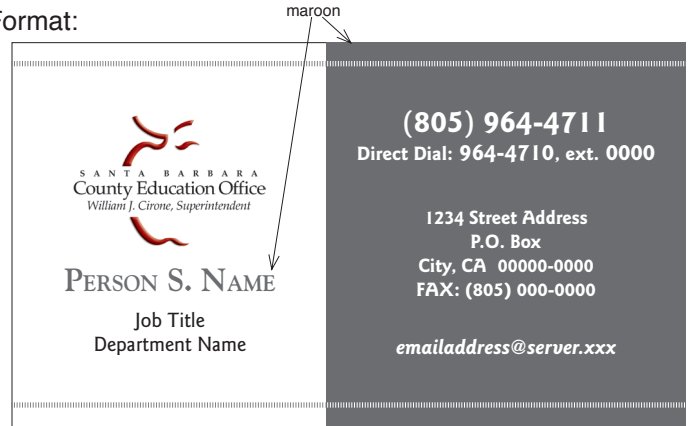 Format:
maroon
SANTA BARBARA
County Education Office
William J. Cirone, Superintendent
PERSON S. NAME
Job Title
Department Name
(805) 964-4711
Direct Dial: 964-4710, ext. 0000
1234 Street Address
P.O. Box
City, CA 00000-0000
FAX: (805) 000-0000
emailaddress@server.xxx